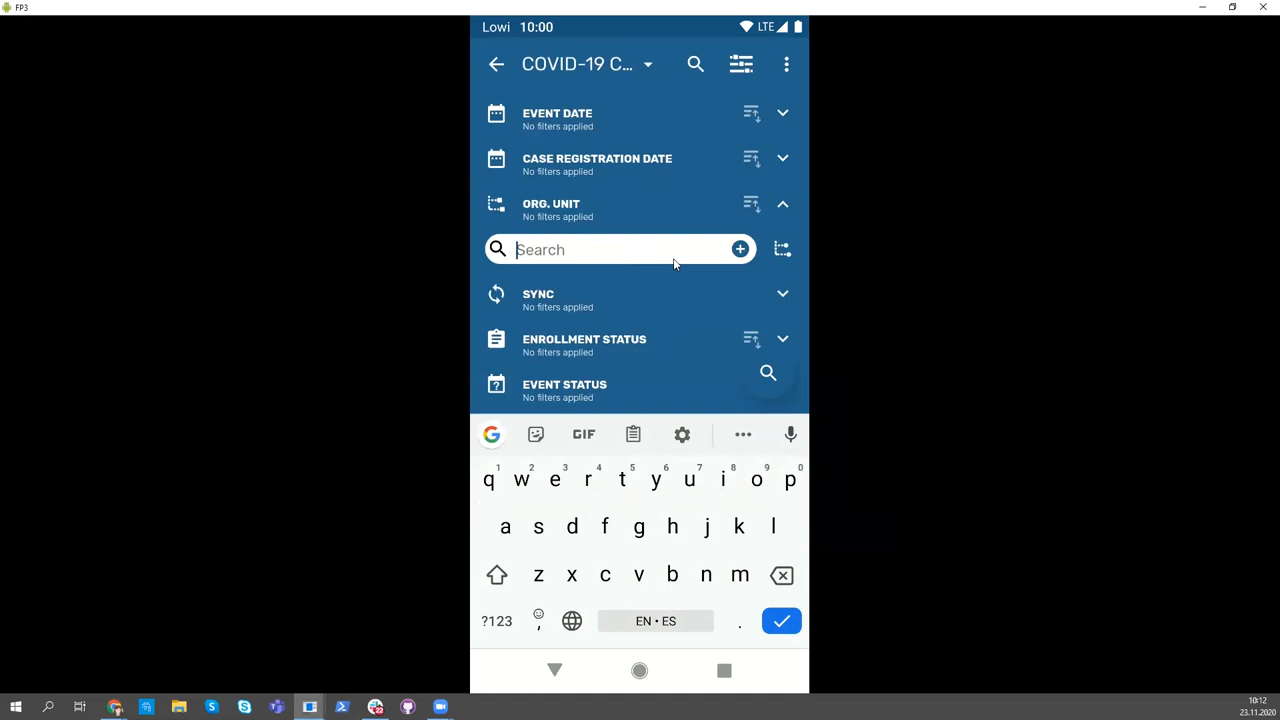 FP3
Lowi 10:00 LTE
COVID-19 C...
EVENT DATE
No filters applied
CASE REGISTRATION DATE
No filters applied
ORG. UNIT
No filters applied
Search
SYNC
No filters applied
ENROLLMENT STATUS
No filters applied
EVENT STATUS
No filters applied
GIF
1 2 3 4 5 6 7 8 9 0
q w e r t y u i o p
a s d f g h j k l
z x c v b n m
?123 , EN • ES .
10:12
23.11.2020